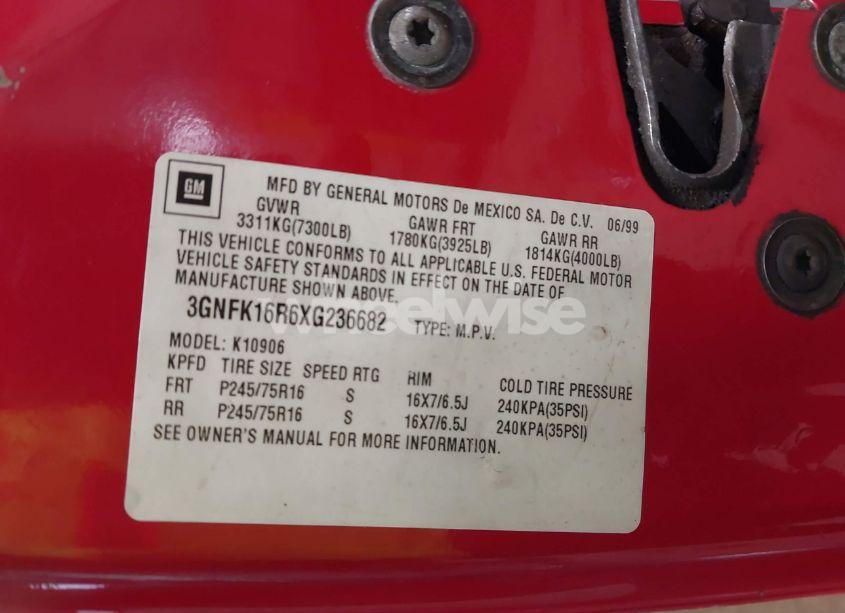 GM
MFD BY GENERAL MOTORS De MEXICO SA. De C.V. 06/99
GVWR GAWR FRT GAWR RR
3311KG(7300LB) 1780KG(3925LB) 1814KG(4000LB)
THIS VEHICLE CONFORMS TO ALL APPLICABLE U.S. FEDERAL MOTOR
VEHICLE SAFETY STANDARDS IN EFFECT ON THE DATE OF
MANUFACTURE SHOWN ABOVE.
3GNFK16R6XG236682 TYPE: M.P.V.
wheelwise
MODEL: K10906
KPFD TIRE SIZE SPEED RTG RIM COLD TIRE PRESSURE
FRT P245/75R16 S 16X7/6.5J 240KPA(35PSI)
RR P245/75R16 S 16X7/6.5J 240KPA(35PSI)
SEE OWNER'S MANUAL FOR MORE INFORMATION.